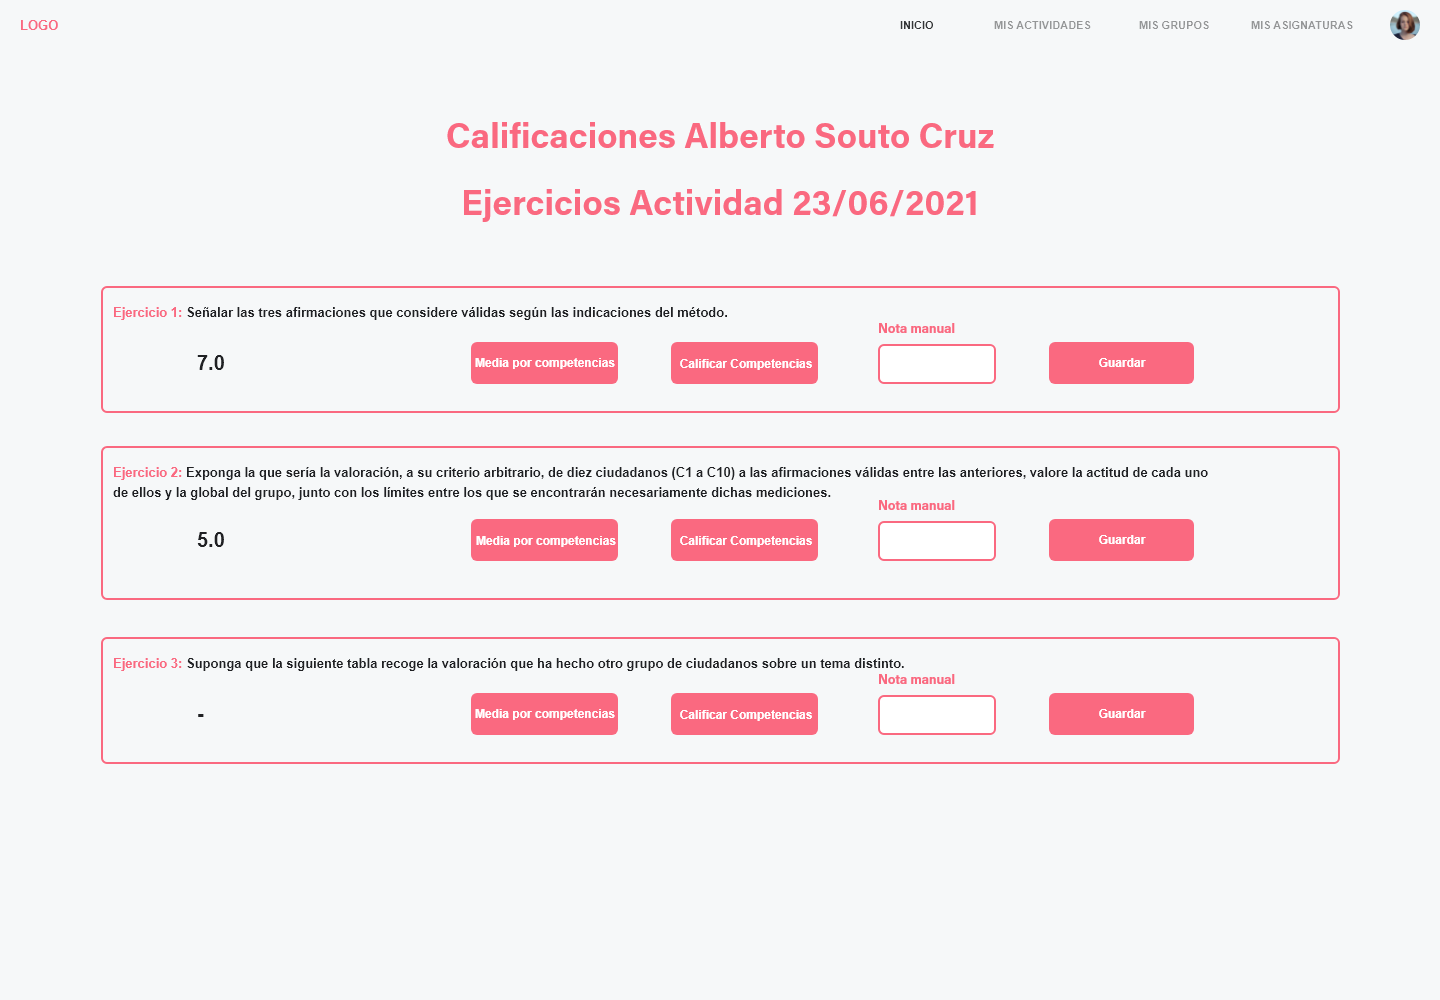 LOGO
INICIO
MIS ACTIVIDADES
MIS GRUPOS
MIS ASIGNATURAS
Calificaciones Alberto Souto Cruz
Ejercicios Actividad 23/06/2021
Ejercicio 1: Señalar las tres afirmaciones que considere válidas según las indicaciones del método.
Nota manual
7.0
Media por competencias
Calificar Competencias
Guardar
Ejercicio 2: Exponga la que sería la valoración, a su criterio arbitrario, de diez ciudadanos (C1 a C10) a las afirmaciones válidas entre las anteriores, valore la actitud de cada uno
de ellos y la global del grupo, junto con los límites entre los que se encontrarán necesariamente dichas mediciones.
Nota manual
5.0
Media por competencias
Calificar Competencias
Guardar
Ejercicio 3: Suponga que la siguiente tabla recoge la valoración que ha hecho otro grupo de ciudadanos sobre un tema distinto.
Nota manual
-
Media por competencias
Calificar Competencias
Guardar